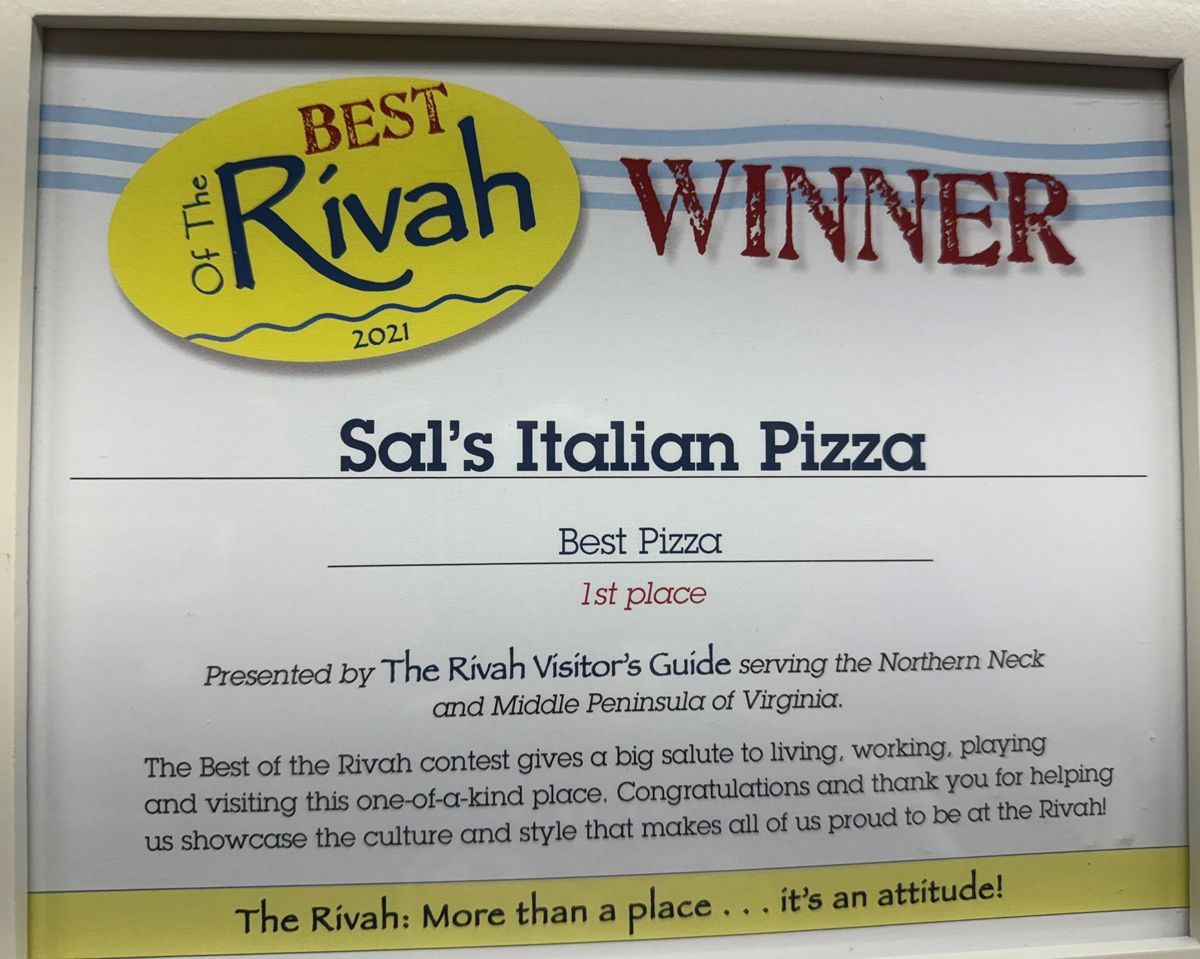 BEST
Of The
Rivah
2021
WINNER
Sal's Italian Pizza
Best Pizza
1st place
Presented by The Rivah Visitor's Guide serving the Northern Neck
and Middle Peninsula of Virginia.
The Best of the Rivah contest gives a big salute to living, working, playing
and visiting this one-of-a-kind place. Congratulations and thank you for helping
us showcase the culture and style that makes all of us proud to be at the Rivah!
The Rivah: More than a place . . . it's an attitude!